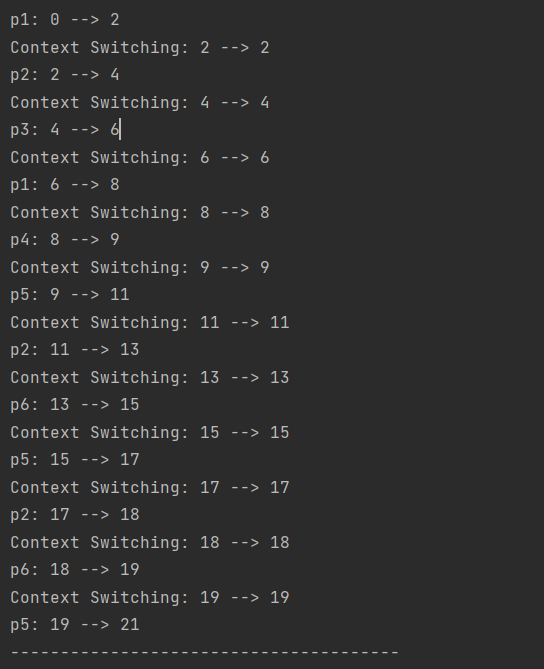 p1: 0 --> 2
Context Switching: 2 --> 2
p2: 2 --> 4
Context Switching: 4 --> 4
p3: 4 --> 6
Context Switching: 6 --> 6
p1: 6 --> 8
Context Switching: 8 --> 8
p4: 8 --> 9
Context Switching: 9 --> 9
p5: 9 --> 11
Context Switching: 11 --> 11
p2: 11 --> 13
Context Switching: 13 --> 13
p6: 13 --> 15
Context Switching: 15 --> 15
p5: 15 --> 17
Context Switching: 17 --> 17
p2: 17 --> 18
Context Switching: 18 --> 18
p6: 18 --> 19
Context Switching: 19 --> 19
p5: 19 --> 21
---------------------------------------